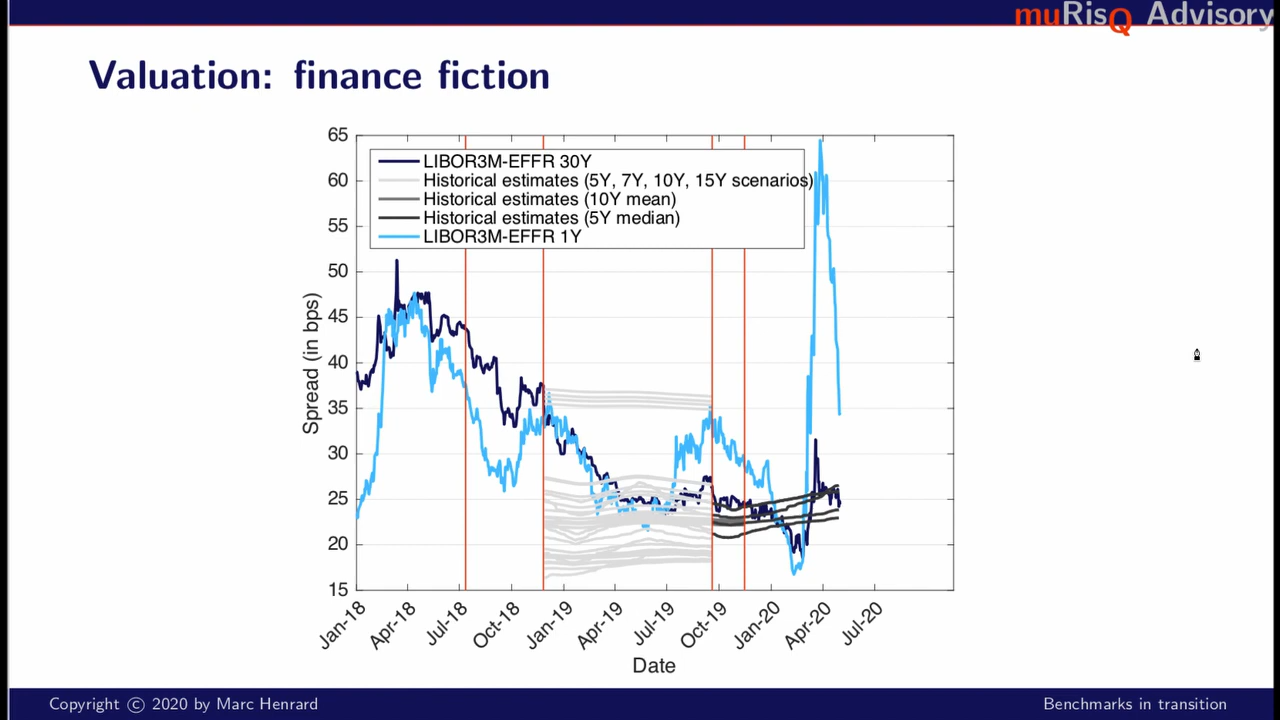 muRisQ Advisory
Valuation: finance fiction
65
60
55
50
45
40
35
30
25
20
15
Spread (in bps)
LIBOR3M-EFFR 30Y
Historical estimates (5Y, 7Y, 10Y, 15Y scenarios)
Historical estimates (10Y mean)
Historical estimates (5Y median)
LIBOR3M-EFFR 1Y
Jan-18
Apr-18
Jul-18
Oct-18
Jan-19
Apr-19
Jul-19
Oct-19
Jan-20
Apr-20
Jul-20
Date
Copyright © 2020 by Marc Henrard
Benchmarks in transition